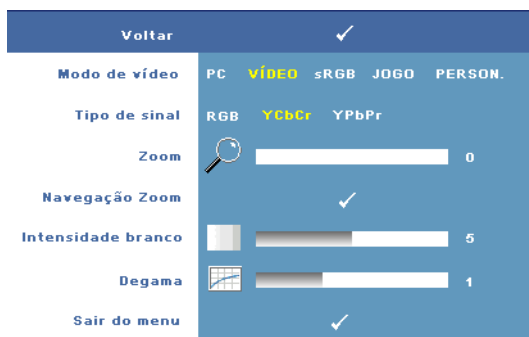 Voltar
Modo de vídeo PC VÍDEO sRGB JOGO PERSON.
Tipo de sinal RGB YCbCr YPbPr
Zoom 0
Navegação Zoom
Intensidade branco 5
Degama 1
Sair do menu